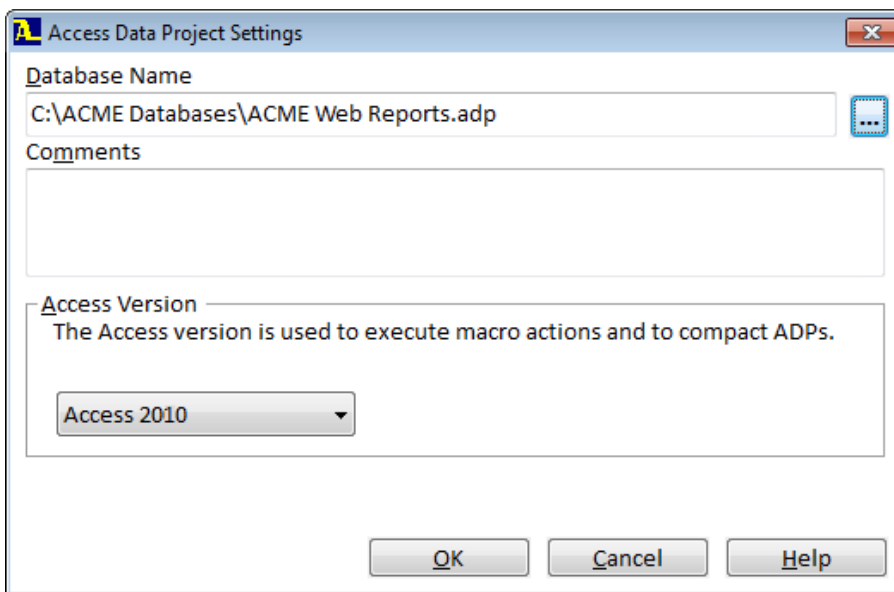 Access Data Project Settings
Database Name
C:\ACME Databases\ACME Web Reports.adp
...
Comments
Access Version
The Access version is used to execute macro actions and to compact ADPs.
Access 2010
OK Cancel Help